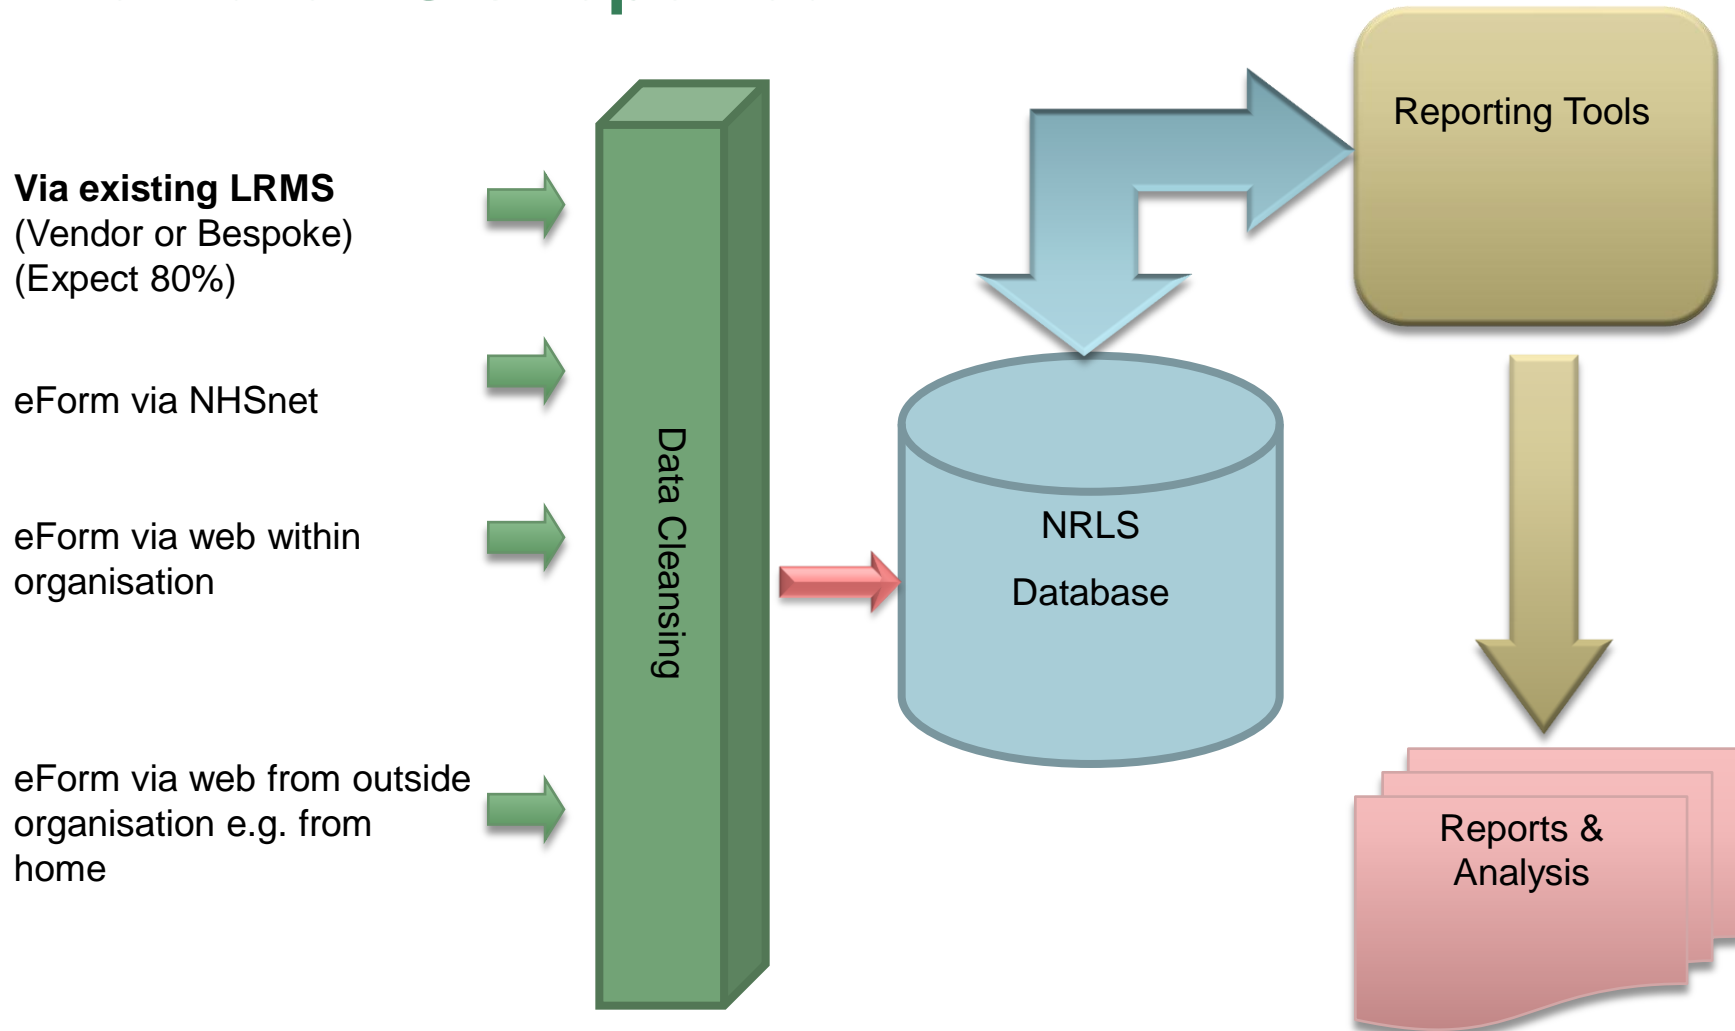 Via existing LRMS
(Vendor or Bespoke)
(Expect 80%)
eForm via NHSnet
eForm via web within
organisation
eForm via web from outside
organisation e.g. from
home
Data Cleansing
NRLS
Database
Reporting Tools
Reports &
Analysis